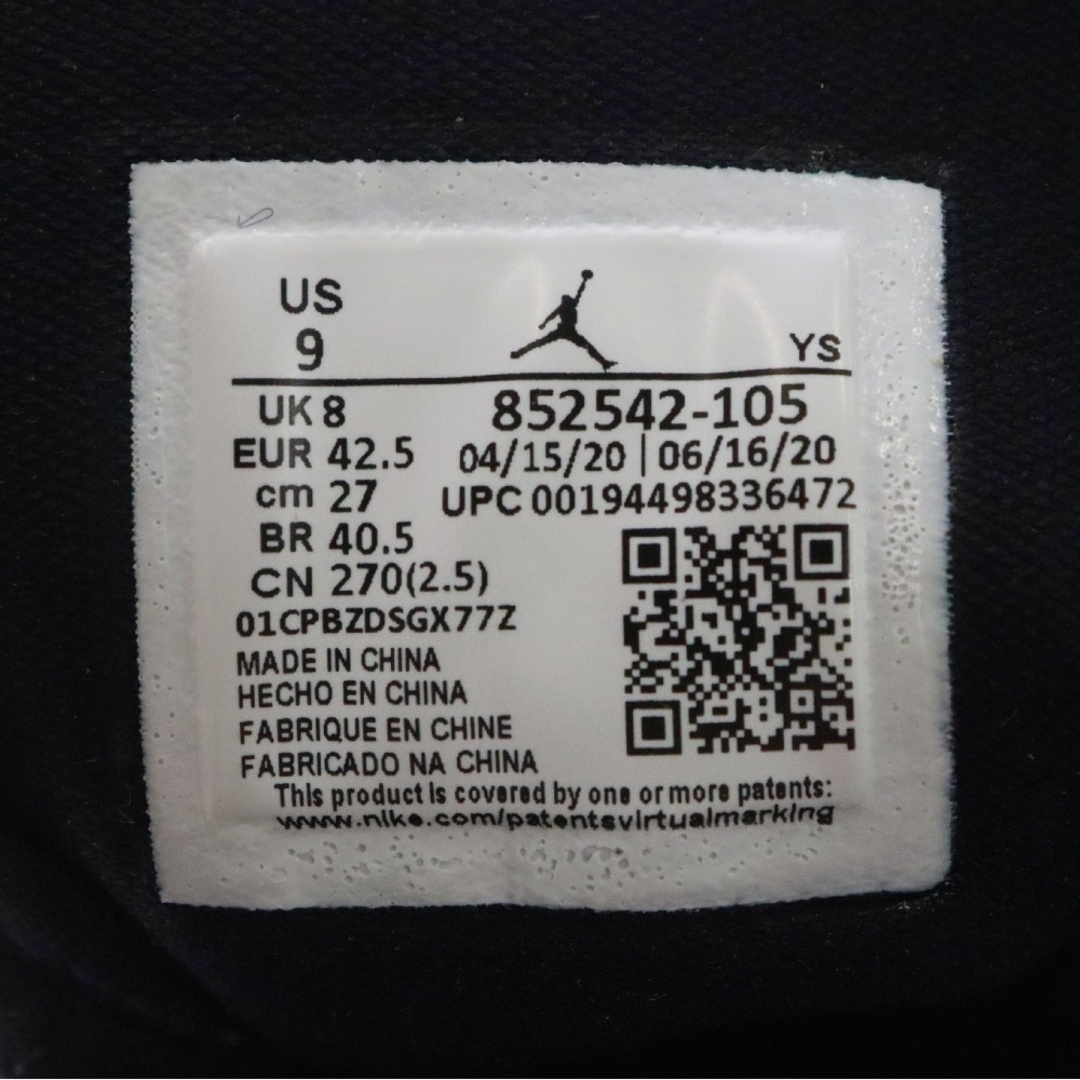 US
9
YS
UK 8
852542-105
EUR 42.5
04/15/20 | 06/16/20
cm 27
UPC 00194498336472
BR 40.5
CN 270(2.5)
01CPBZDSGX77Z
MADE IN CHINA
HECHO EN CHINA
FABRIQUE EN CHINE
FABRICADO NA CHINA
This product is covered by one or more patents:
www.nike.com/patentsvirtualmarking